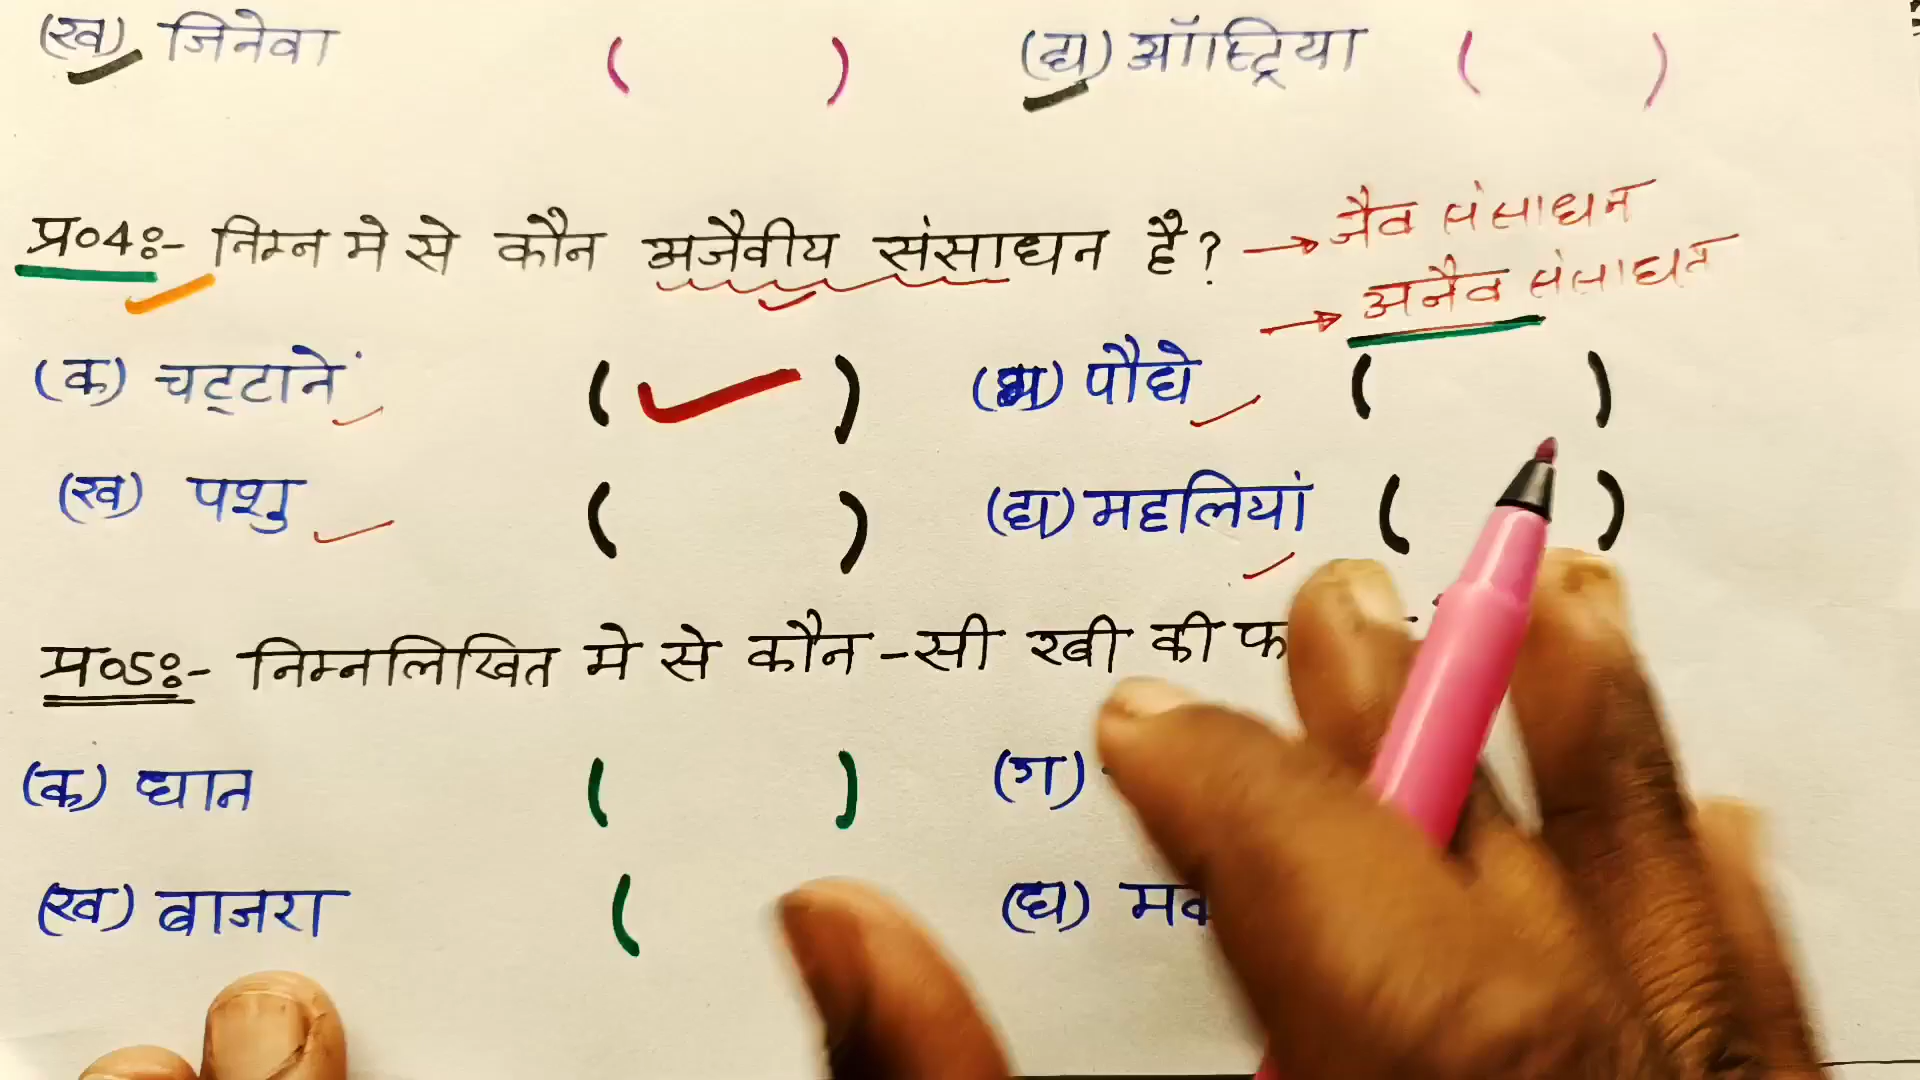 (ख) जिनेवा ( ) (घ) ऑस्ट्रिया ( )
प्र०4ः- निम्न मे से कौन अजैवीय संसाधन है? → जैव संसाधन
→ अजैव संसाधन
(क) चट्टानें ( ✓ ) (ग) पौधे ( )
(ख) पशु ( ) (घ) मछलियां ( )
प्र०5ः- निम्नलिखित मे से कौन-सी रबी की
(क) धान ( ) (ग)
(ख) बाजरा ( (घ)